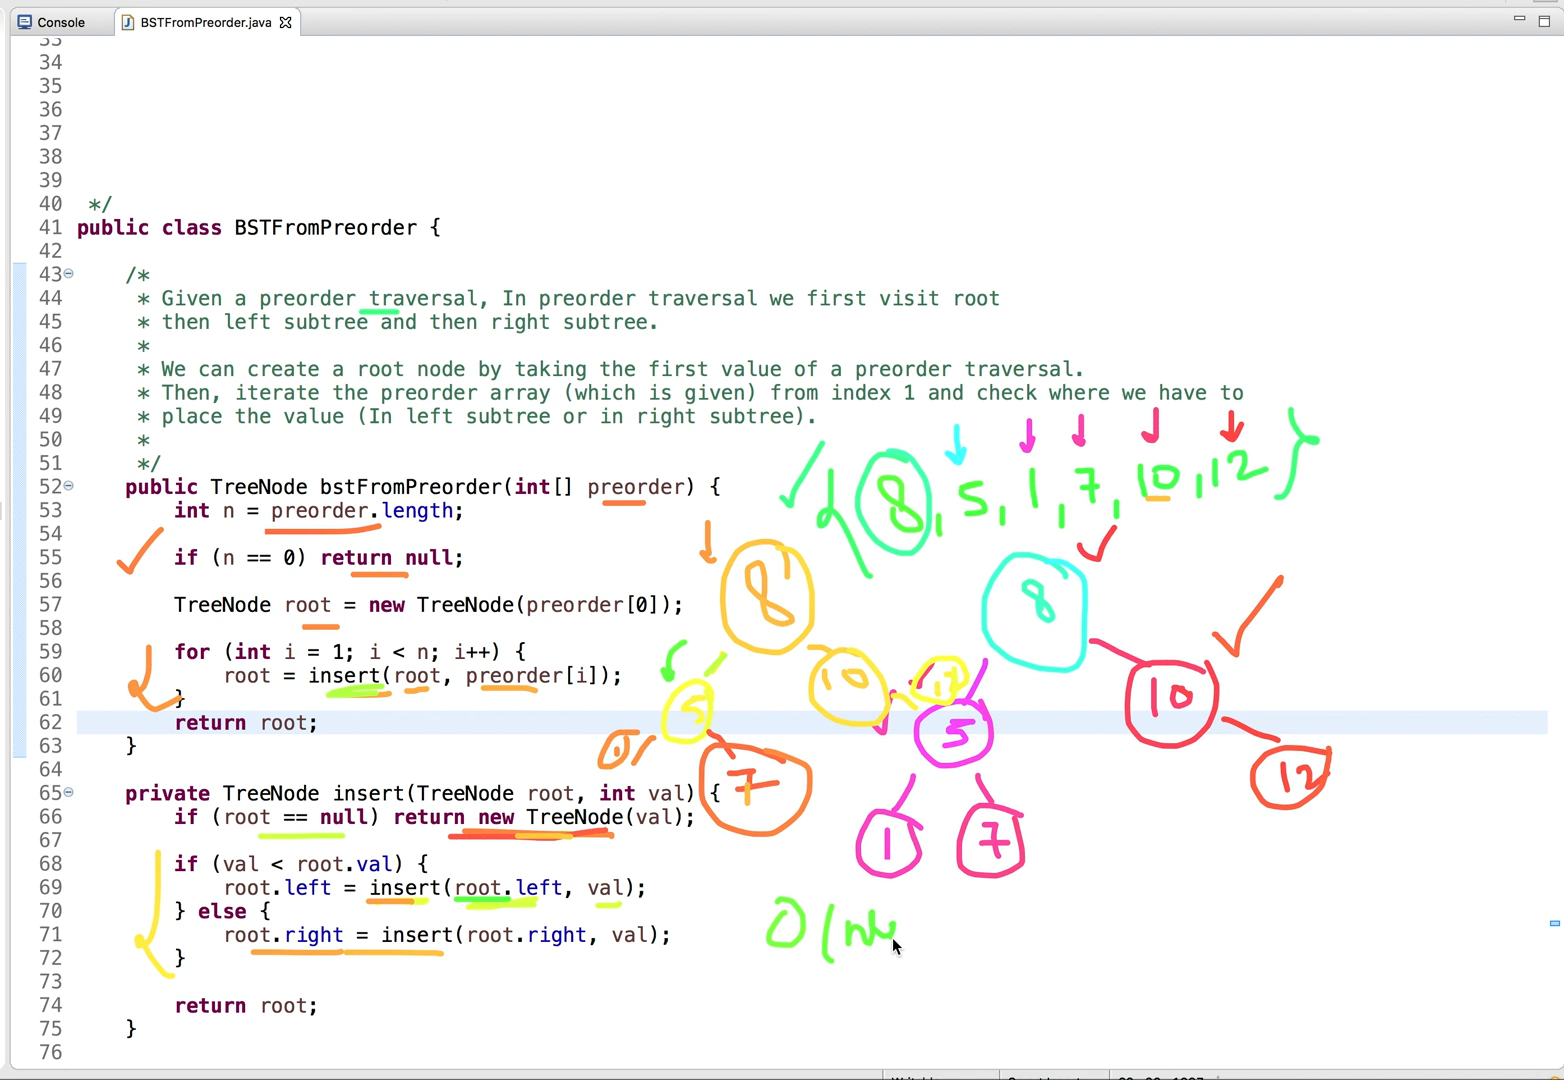 Console
BSTFromPreorder.java
33
34
35
36
37
38
39
40 */
41 public class BSTFromPreorder {
42
43 /*
44 * Given a preorder traversal, In preorder traversal we first visit root
45 * then left subtree and then right subtree.
46 *
47 * We can create a root node by taking the first value of a preorder traversal.
48 * Then, iterate the preorder array (which is given) from index 1 and check where we have to
49 * place the value (In left subtree or in right subtree).
50 *
51 */
52 public TreeNode bstFromPreorder(int[] preorder) {
53 int n = preorder.length;
54
55 if (n == 0) return null;
56
57 TreeNode root = new TreeNode(preorder[0]);
58
59 for (int i = 1; i < n; i++) {
60 root = insert(root, preorder[i]);
61 }
62 return root;
63 }
64
65 private TreeNode insert(TreeNode root, int val) {
66 if (root == null) return new TreeNode(val);
67
68 if (val < root.val) {
69 root.left = insert(root.left, val);
70 } else {
71 root.right = insert(root.right, val);
72 }
73
74 return root;
75 }
76
{ 8, 5, 1, 7, 10, 12 }
8
5
10
12
1
7
8
5
10
1
7
12
O(n